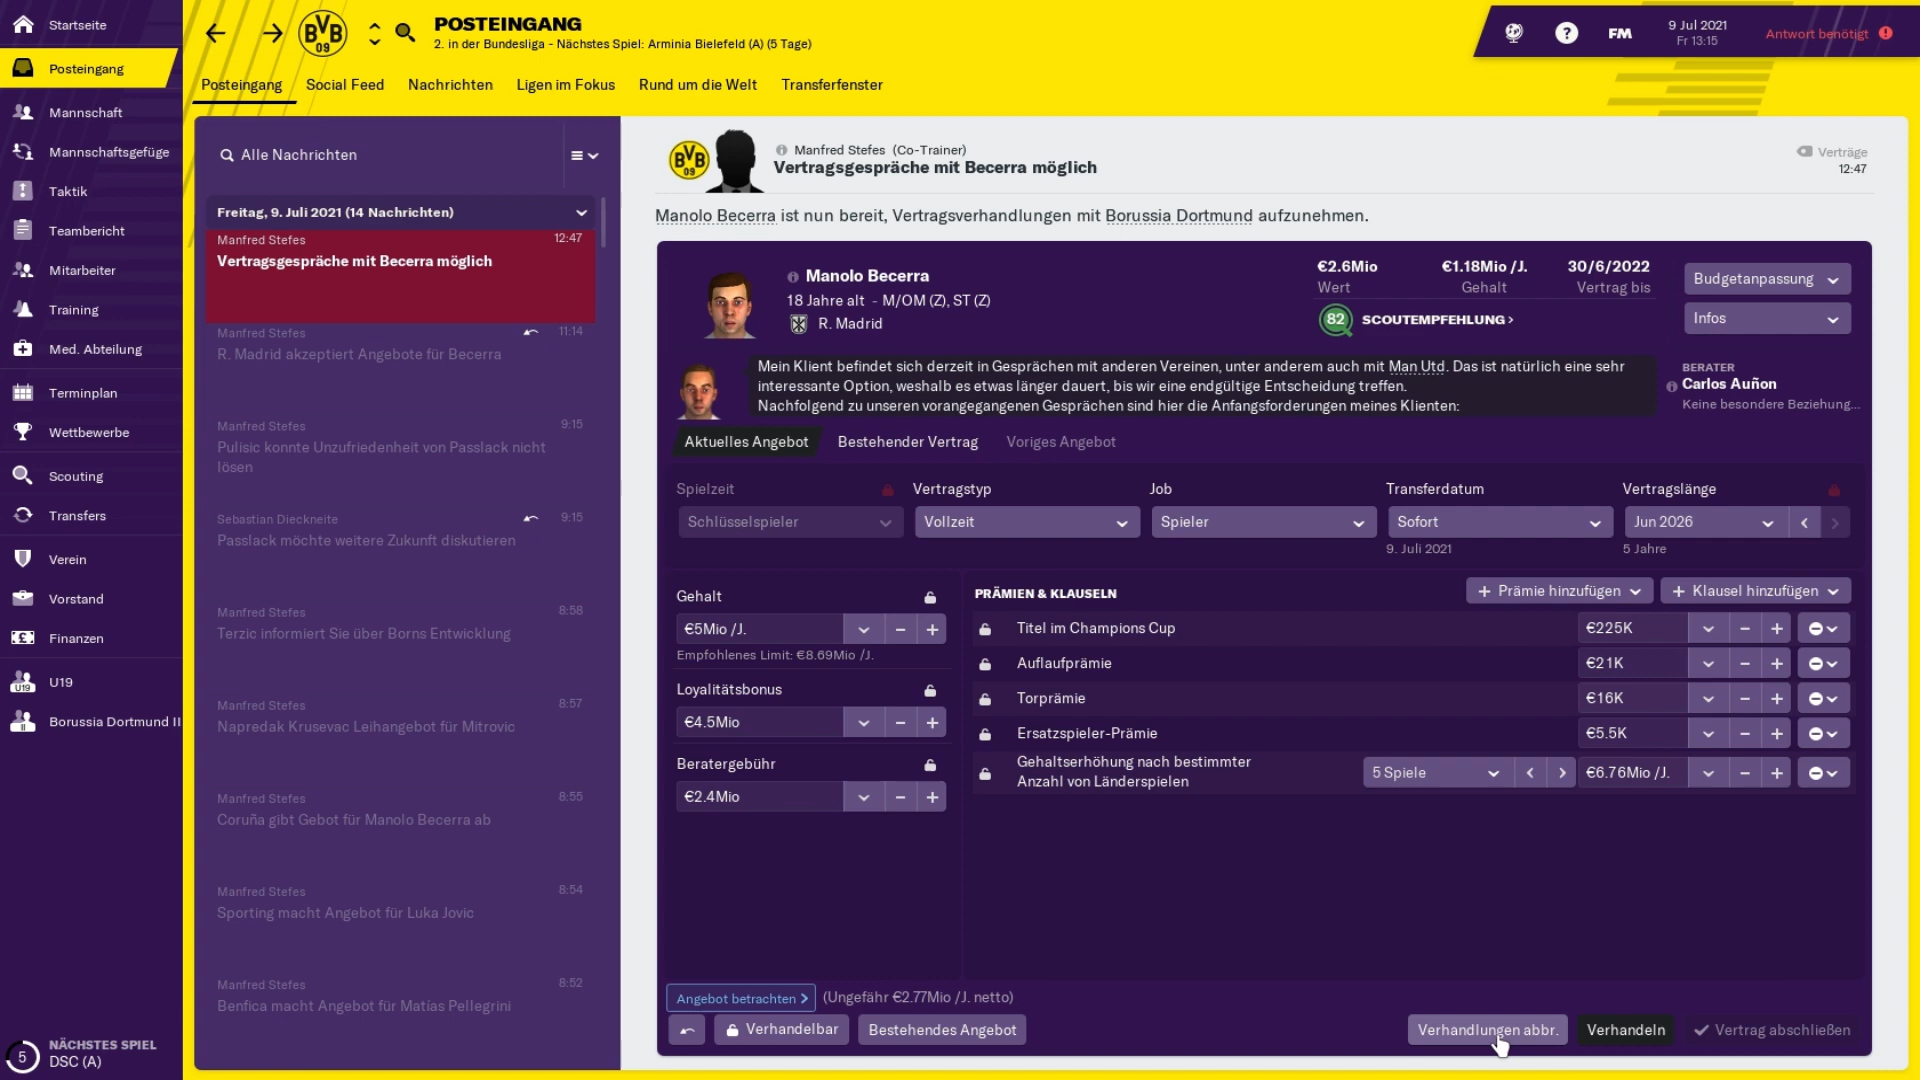 Startseite
Posteingang
Mannschaft
Mannschaftsgefüge
Taktik
Teambericht
Mitarbeiter
Training
Med. Abteilung
Terminplan
Wettbewerbe
Scouting
Transfers
Verein
Vorstand
Finanzen
U19
U19
Borussia Dortmund II
II
5
NÄCHSTES SPIEL
DSC (A)
BVB
09
POSTEINGANG
2. in der Bundesliga - Nächstes Spiel: Arminia Bielefeld (A) (5 Tage)
? FM
9 Jul 2021
Fr 13:15
Antwort benötigt
Posteingang Social Feed Nachrichten Ligen im Fokus Rund um die Welt Transferfenster
Alle Nachrichten
Freitag, 9. Juli 2021 (14 Nachrichten)
Manfred Stefes 12:47
Vertragsgespräche mit Becerra möglich
Manfred Stefes 11:14
R. Madrid akzeptiert Angebote für Becerra
Manfred Stefes 9:15
Pulisic konnte Unzufriedenheit von Passlack nicht
lösen
Sebastian Dieckneite 9:15
Passlack möchte weitere Zukunft diskutieren
Manfred Stefes 8:58
Terzic informiert Sie über Borns Entwicklung
Manfred Stefes 8:57
Napredak Krusevac Leihangebot für Mitrovic
Manfred Stefes 8:55
Coruña gibt Gebot für Manolo Becerra ab
Manfred Stefes 8:54
Sporting macht Angebot für Luka Jovic
Manfred Stefes 8:52
Benfica macht Angebot für Matías Pellegrini
BVB
09
Manfred Stefes (Co-Trainer)
Vertragsgespräche mit Becerra möglich
Verträge
12:47
Manolo Becerra ist nun bereit, Vertragsverhandlungen mit Borussia Dortmund aufzunehmen.
Manolo Becerra
18 Jahre alt - M/OM (Z), ST (Z)
R. Madrid
€2.6Mio €1.18Mio /J. 30/6/2022
Wert Gehalt Vertrag bis
82 SCOUTEMPFEHLUNG >
Budgetanpassung
Infos
Mein Klient befindet sich derzeit in Gesprächen mit anderen Vereinen, unter anderem auch mit Man Utd. Das ist natürlich eine sehr
interessante Option, weshalb es etwas länger dauert, bis wir eine endgültige Entscheidung treffen.
Nachfolgend zu unseren vorangegangenen Gesprächen sind hier die Anfangsforderungen meines Klienten:
BERATER
Carlos Auñon
Keine besondere Beziehung...
Aktuelles Angebot Bestehender Vertrag Voriges Angebot
Spielzeit Vertragstyp Job Transferdatum Vertragslänge
Schlüsselspieler Vollzeit Spieler Sofort Jun 2026
9. Juli 2021 5 Jahre
Gehalt
€5Mio /J.
Empfohlenes Limit: €8.69Mio /J.
Loyalitätsbonus
€4.5Mio
Beratergebühr
€2.4Mio
PRÄMIEN & KLAUSELN + Prämie hinzufügen + Klausel hinzufügen
Titel im Champions Cup €225K
Auflaufprämie €21K
Torprämie €16K
Ersatzspieler-Prämie €5.5K
Gehaltserhöhung nach bestimmter
Anzahl von Länderspielen
5 Spiele €6.76Mio /J.
Angebot betrachten > (Ungefähr €2.77Mio /J. netto)
Verhandelbar Bestehendes Angebot Verhandlungen abbr. Verhandeln Vertrag abschließen